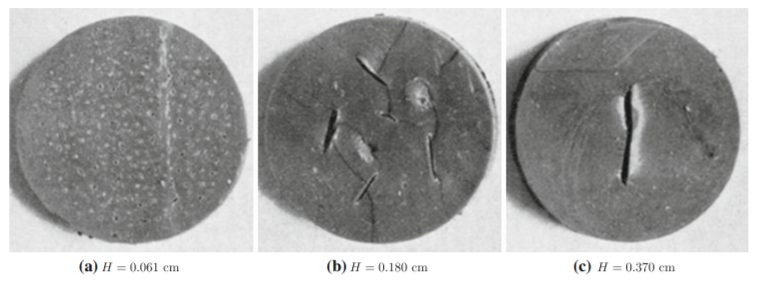 (a) H = 0.061 cm
(b) H = 0.180 cm
(c) H = 0.370 cm